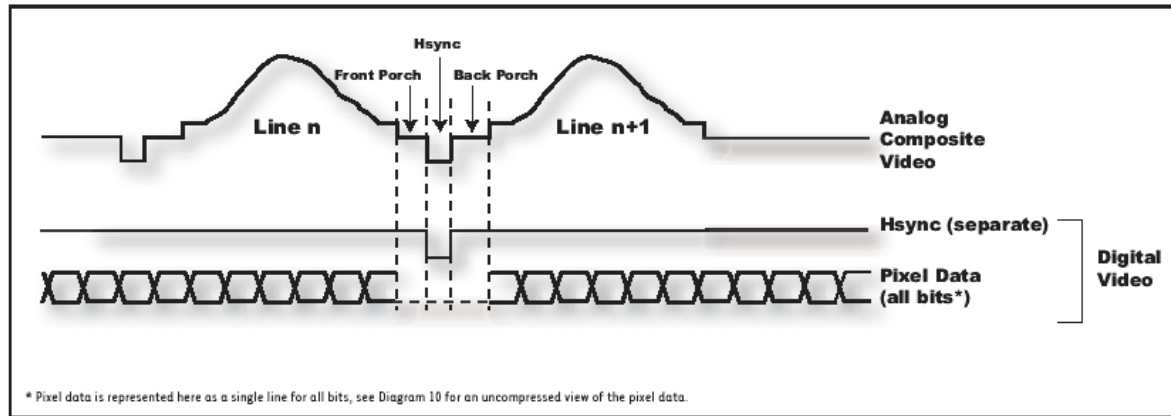 Hsync
Front Porch
Back Porch
Line n
Line n+1
Analog
Composite
Video
Hsync (separate)
Pixel Data
(all bits*)
Digital
Video
* Pixel data is represented here as a single line for all bits, see Diagram 10 for an uncompressed view of the pixel data.